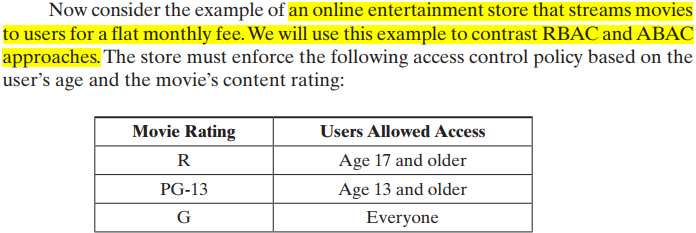 Now consider the example of an online entertainment store that streams movies
to users for a flat monthly fee. We will use this example to contrast RBAC and ABAC
approaches. The store must enforce the following access control policy based on the
user's age and the movie's content rating:
Movie Rating Users Allowed Access
R Age 17 and older
PG-13 Age 13 and older
G Everyone